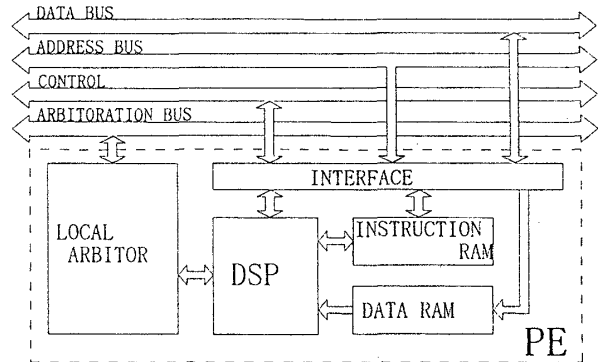 DATA BUS
ADDRESS BUS
CONTROL
ARBITORATION BUS
INTERFACE
LOCAL
ARBITOR
DSP
INSTRUCTION
RAM
DATA RAM
PE